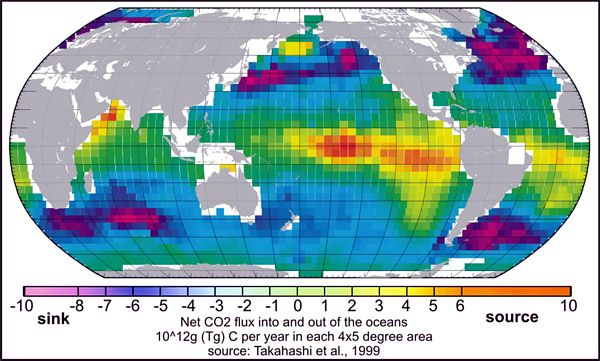 -10 -8 -7 -6 -5 -4 -3 -2 -1 0 1 2 3 4 5 6 10
sink
source
Net CO2 flux into and out of the oceans
10^12g (Tg) C per year in each 4x5 degree area
source: Takahashi et al., 1999